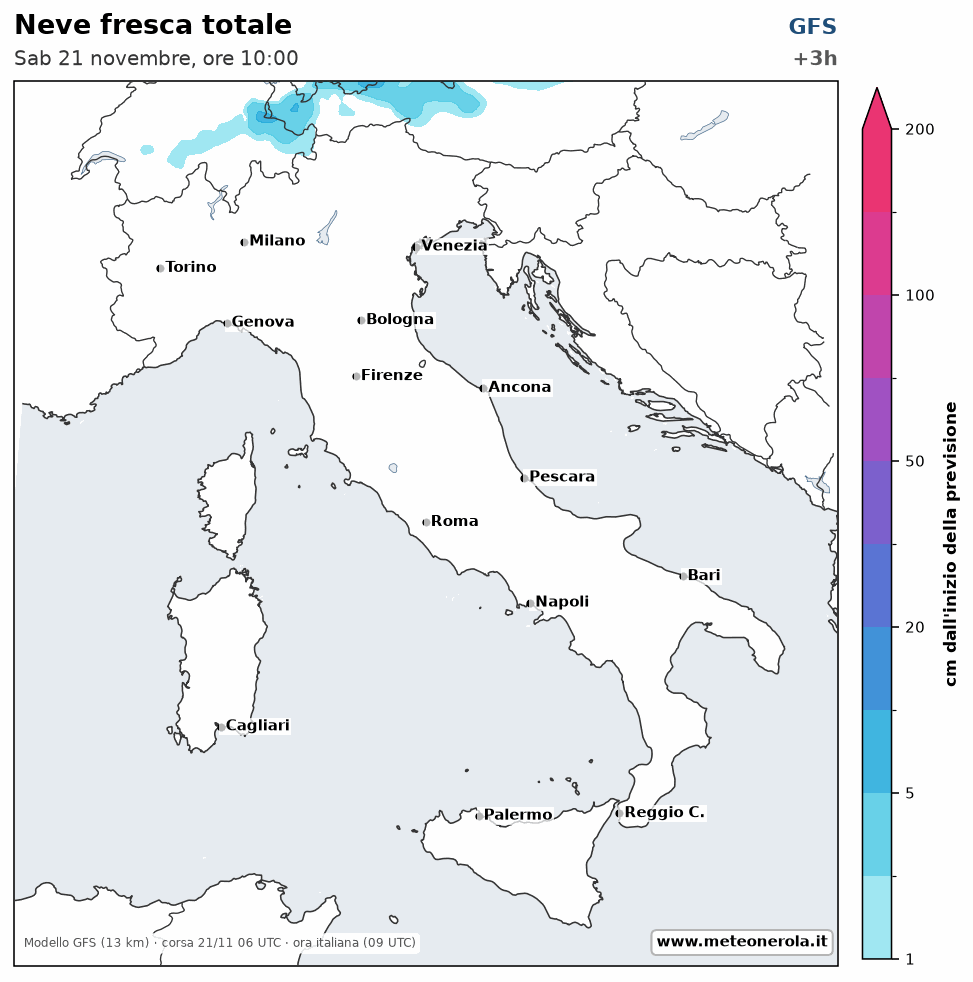 Neve fresca totale
GFS
Sab 21 novembre, ore 10:00
+3h
200
100
50
20
5
1
cm dall'inizio della previsione
Milano
Venezia
Torino
Genova
Bologna
Firenze
Ancona
Pescara
Roma
Bari
Napoli
Cagliari
Palermo
Reggio C.
Modello GFS (13 km) · corsa 21/11 06 UTC · ora italiana (09 UTC)
www.meteonerola.it